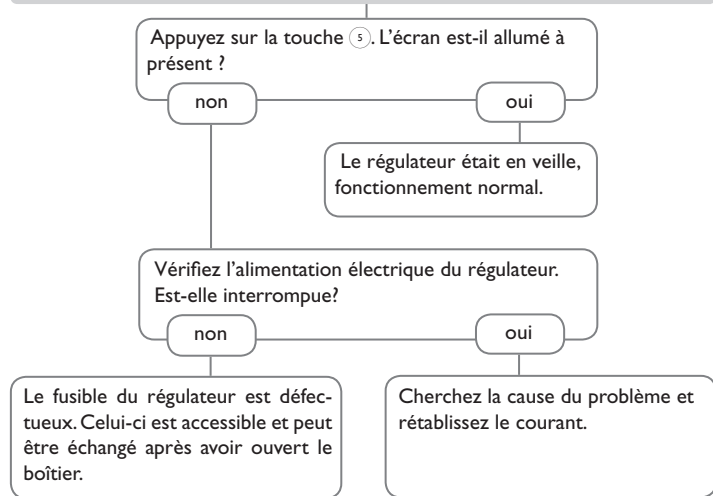 Appuyez sur la touche 5. L'écran est-il allumé à
présent ?
non
oui
Le régulateur était en veille,
fonctionnement normal.
Vérifiez l'alimentation électrique du régulateur.
Est-elle interrompue?
non
oui
Le fusible du régulateur est défec-
tueux. Celui-ci est accessible et peut
être échangé après avoir ouvert le
boîtier.
Cherchez la cause du problème et
rétablissez le courant.